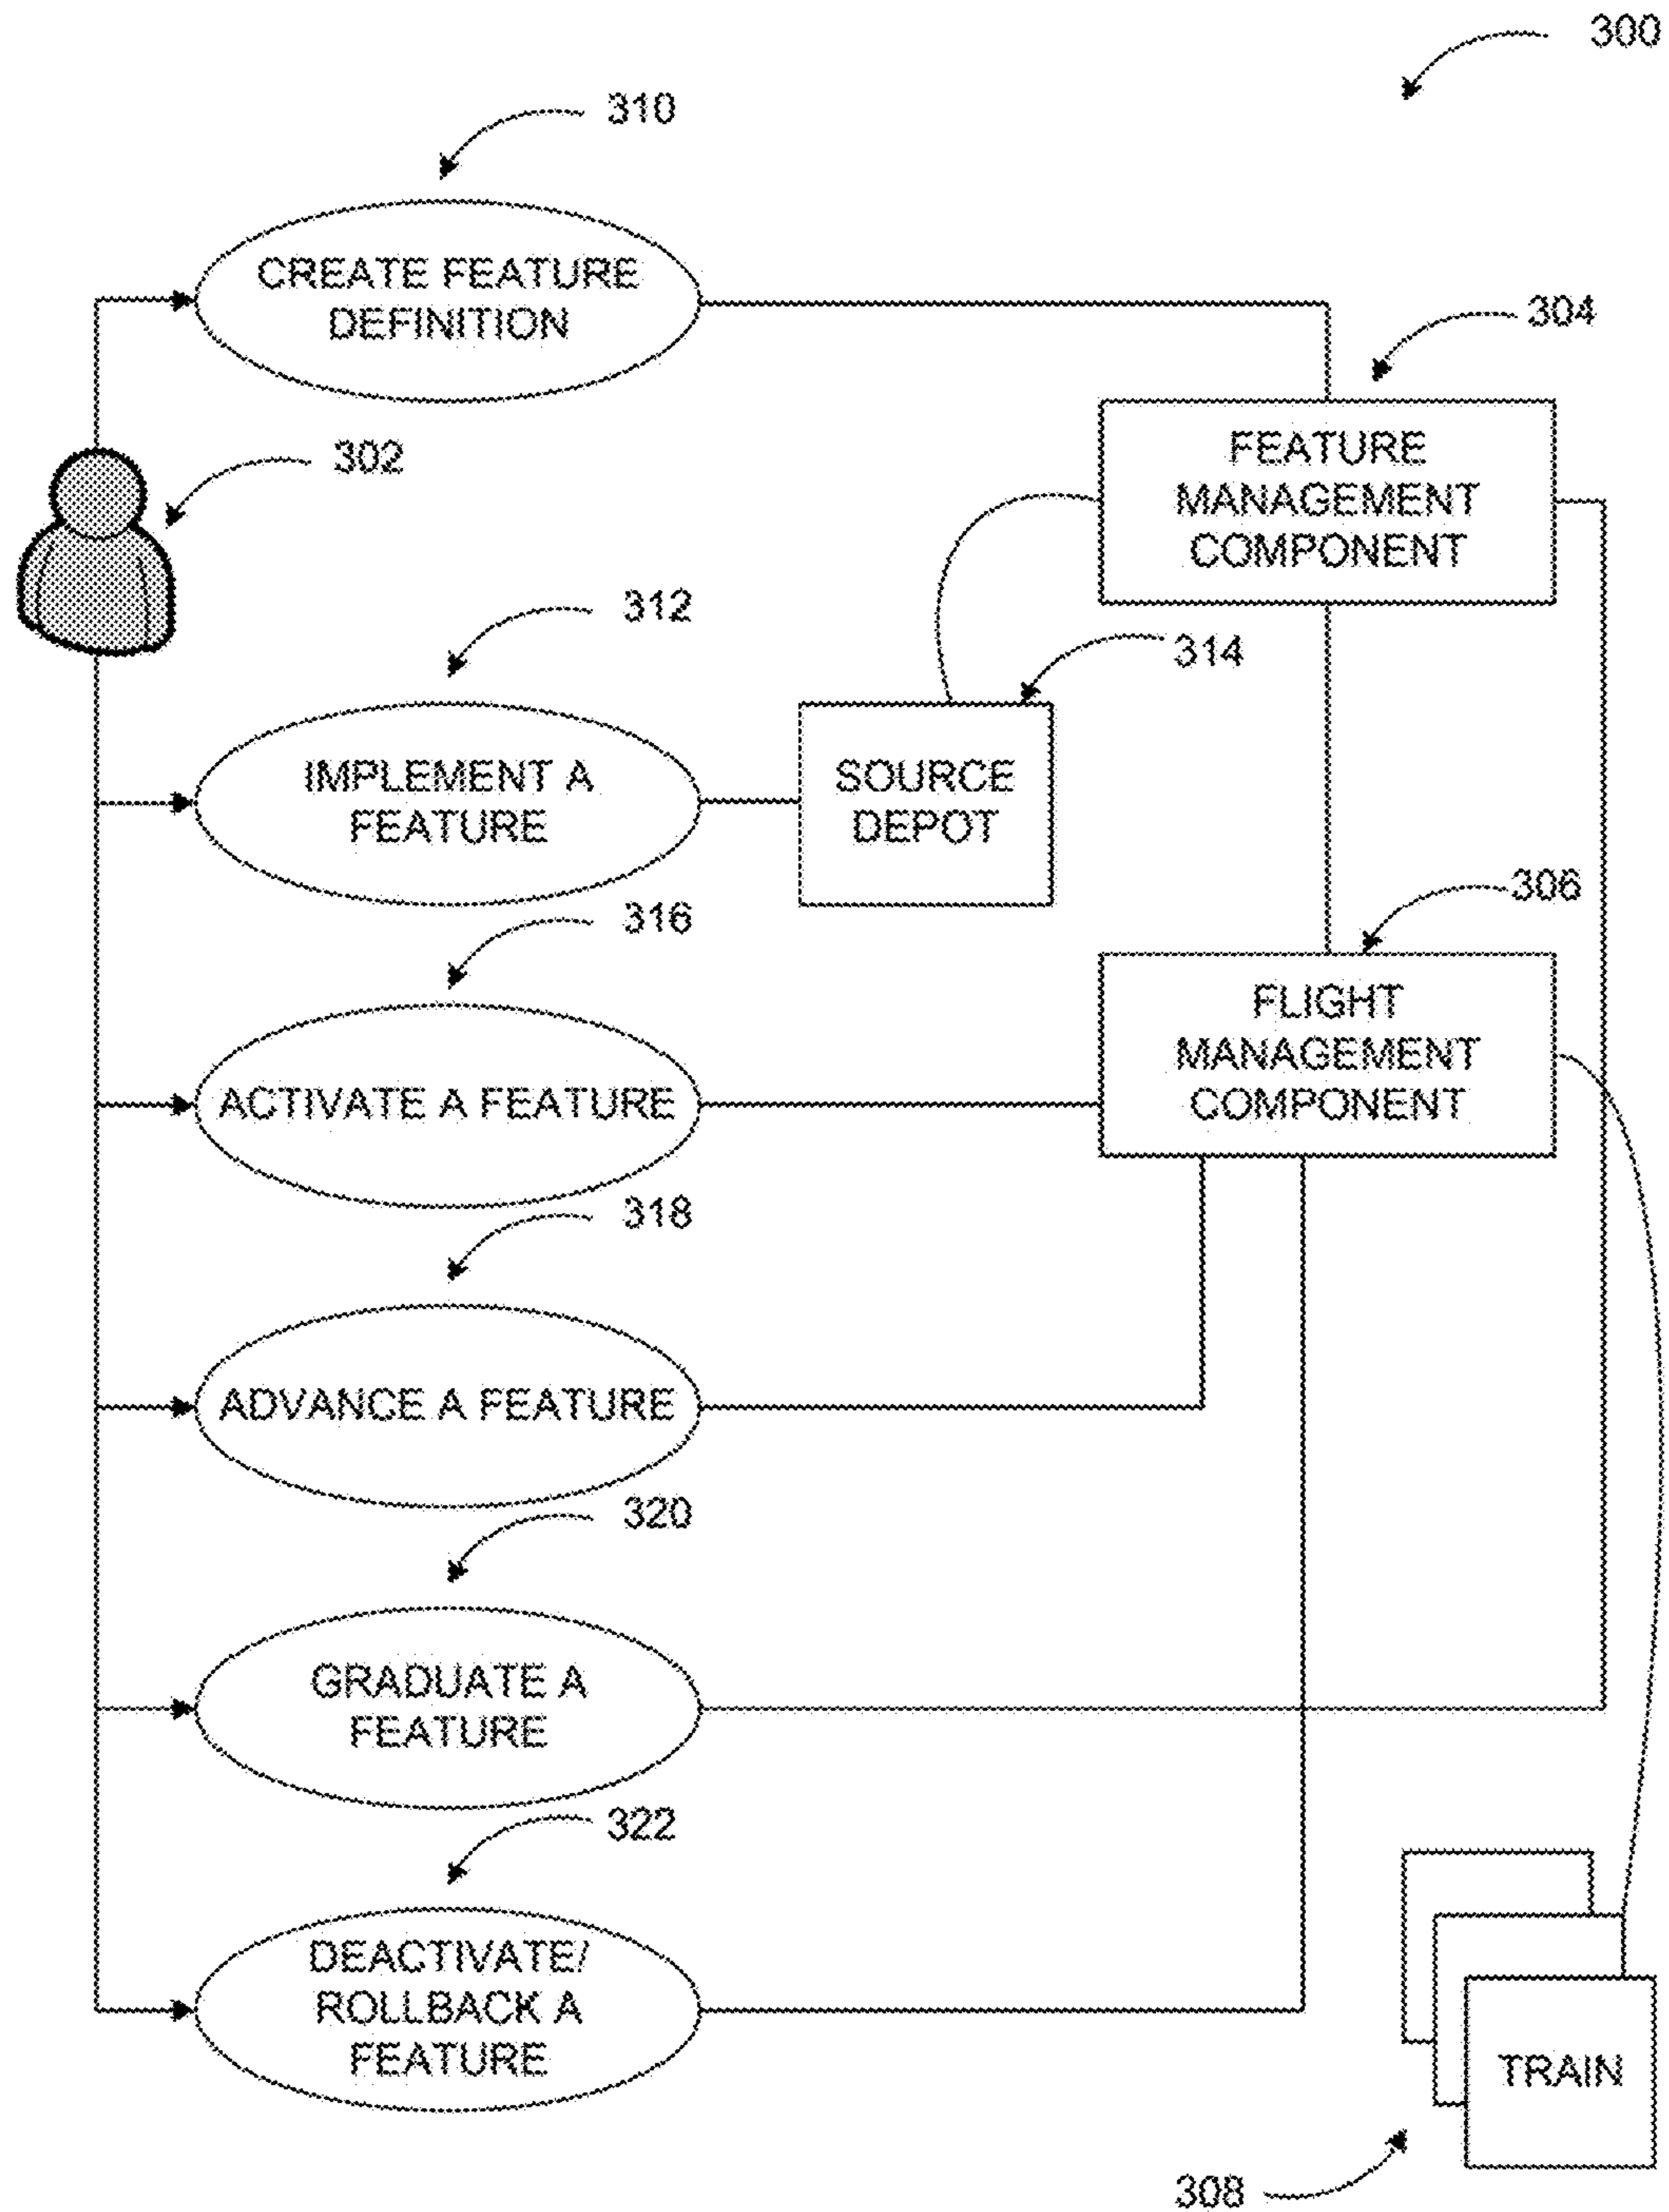 300
310
CREATE FEATURE
DEFINITION
304
302
FEATURE
MANAGEMENT
COMPONENT
312
314
IMPLEMENT A
FEATURE
SOURCE
DEPOT
316
306
FLIGHT
MANAGEMENT
COMPONENT
ACTIVATE A FEATURE
318
ADVANCE A FEATURE
320
GRADUATE A
FEATURE
322
DEACTIVATE/
ROLLBACK A
FEATURE
TRAIN
308